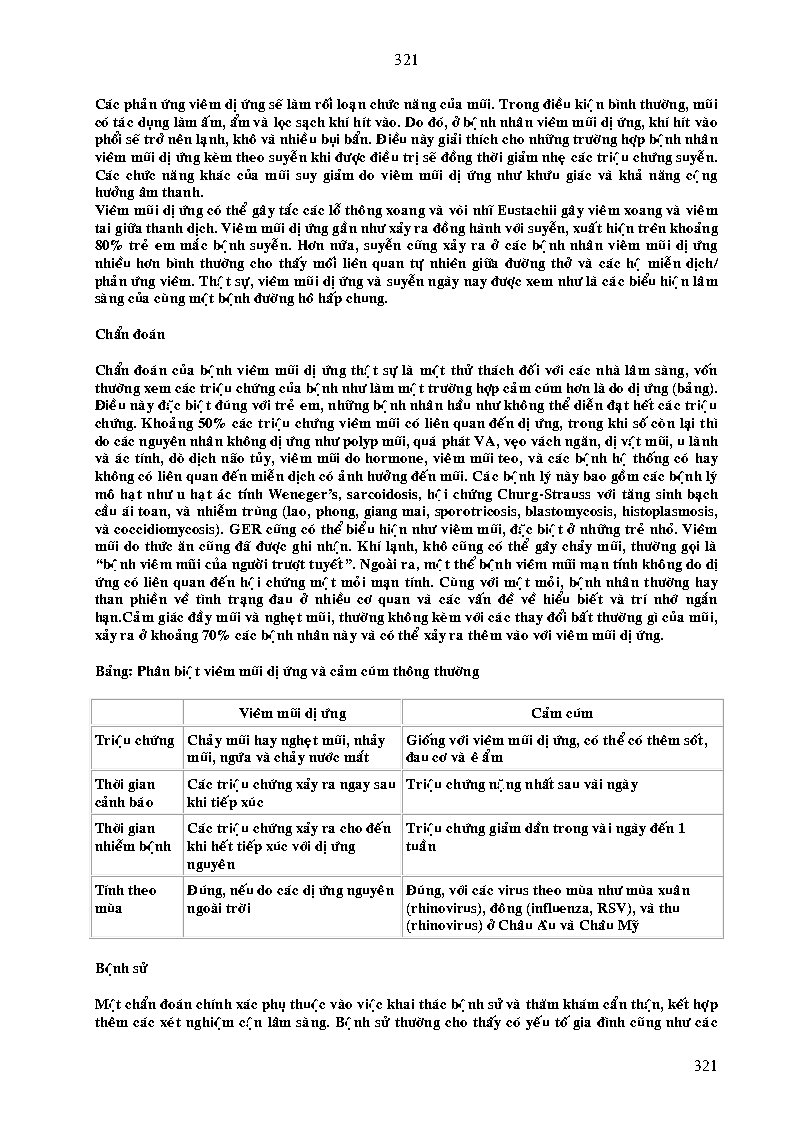 321
Các phản ứng viêm dị ứng sẽ làm rối loạn chức năng của mũi. Trong điều kiện bình thường, mũi
có tác dụng làm ấm, ẩm và lọc sạch khí hít vào. Do đó, ở bệnh nhân viêm mũi dị ứng, khí hít vào
phổi sẽ trở nên lạnh, khô và nhiều bụi bẩn. Điều này giải thích cho những trường hợp bệnh nhân
viêm mũi dị ứng kèm theo suyễn khi được điều trị sẽ đồng thời giảm nhẹ các triệu chứng suyễn.
Các chức năng khác của mũi suy giảm do viêm mũi dị ứng như khứu giác và khả năng cộng
hưởng âm thanh.
Viêm mũi dị ứng có thể gây tắc các lỗ thông xoang và vòi nhĩ Eustachii gây viêm xoang và viêm
tai giữa thanh dịch. Viêm mũi dị ứng gần như xảy ra đồng hành với suyễn, xuất hiện trên khoảng
80% trẻ em mắc bệnh suyễn. Hơn nữa, suyễn cũng xảy ra ở các bệnh nhân viêm mũi dị ứng
nhiều hơn bình thường cho thấy mối liên quan tự nhiên giữa đường thở và các hệ miễn dịch/
phản ứng viêm. Thật sự, viêm mũi dị ứng và suyễn ngày nay được xem như là các biểu hiện lâm
sàng của cùng một bệnh đường hô hấp chung.
Chẩn đoán
Chẩn đoán của bệnh viêm mũi dị ứng thật sự là một thử thách đối với các nhà lâm sàng, vốn
thường xem các triệu chứng của bệnh như làm một trường hợp cảm cúm hơn là do dị ứng (bảng).
Điều này đặc biệt đúng với trẻ em, những bệnh nhân hầu như không thể diễn đạt hết các triệu
chứng. Khoảng 50% các triệu chứng viêm mũi có liên quan đến dị ứng, trong khi số còn lại thì
do các nguyên nhân không dị ứng như polyp mũi, quá phát VA, vẹo vách ngăn, dị vật mũi, u lành
và ác tính, dò dịch não tủy, viêm mũi do hormone, viêm mũi teo, và các bệnh hệ thống có hay
không có liên quan đến miễn dịch có ảnh hưởng đến mũi. Các bệnh lý này bao gồm các bệnh lý
mô hạt như u hạt ác tính Weneger's, sarcoidosis, hội chứng Churg-Strauss với tăng sinh bạch
cầu ái toan, và nhiễm trùng (lao, phong, giang mai, sporotricosis, blastomycosis, histoplasmosis,
và coccidiomycosis). GER cũng có thể biểu hiện như viêm mũi, đặc biệt ở những trẻ nhỏ. Viêm
mũi do thức ăn cũng đã được ghi nhận. Khí lạnh, khô cũng có thể gây chảy mũi, thường gọi là
“bệnh viêm mũi của người trượt tuyết”. Ngoài ra, một thể bệnh viêm mũi mạn tính không do dị
ứng có liên quan đến hội chứng mệt mỏi mạn tính. Cùng với mệt mỏi, bệnh nhân thường hay
than phiền về tình trạng đau ở nhiều cơ quan và các vấn đề về hiểu biết và trí nhớ ngắn
hạn.Cảm giác đầy mũi và nghẹt mũi, thường không kèm với các thay đổi bất thường gì của mũi,
xảy ra ở khoảng 70% các bệnh nhân này và có thể xảy ra thêm vào với viêm mũi dị ứng.
Bảng: Phân biệt viêm mũi dị ứng và cảm cúm thông thường
Viêm mũi dị ứng Cảm cúm
Triệu chứng Chảy mũi hay nghẹt mũi, nhảy Giống với viêm mũi dị ứng, có thể có thêm sốt,
mũi, ngứa và chảy nước mắt đau cơ và ê ẩm
Thời gian Các triệu chứng xảy ra ngay sau Triệu chứng nặng nhất sau vài ngày
cảnh báo khi tiếp xúc
Thời gian Các triệu chứng xảy ra cho đến Triệu chứng giảm dần trong vài ngày đến 1
nhiễm bệnh khi hết tiếp xúc với dị ứng tuần
nguyên
Tính theo Đúng, nếu do các dị ứng nguyên Đúng, với các virus theo mùa như mùa xuân
mùa ngoài trời (rhinovirus), đông (influenza, RSV), và thu
(rhinovirus) ở Châu Âu và Châu Mỹ
Bệnh sử
Một chẩn đoán chính xác phụ thuộc vào việc khai thác bệnh sử và thăm khám cẩn thận, kết hợp
thêm các xét nghiệm cận lâm sàng. Bệnh sử thường cho thấy có yếu tố gia đình cũng như các
321